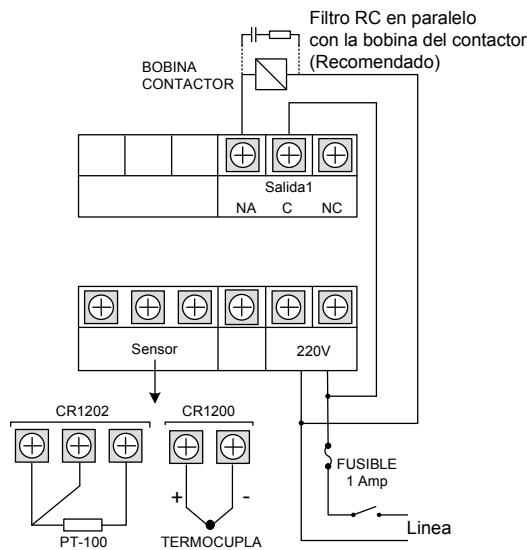 Filtro RC en paralelo
con la bobina del contactor
(Recomendado)
BOBINA
CONTACTOR
Salida1
NA C NC
Sensor
220V
CR1202
CR1200
+ -
PT-100
TERMOCUPLA
FUSIBLE
1 Amp
Linea